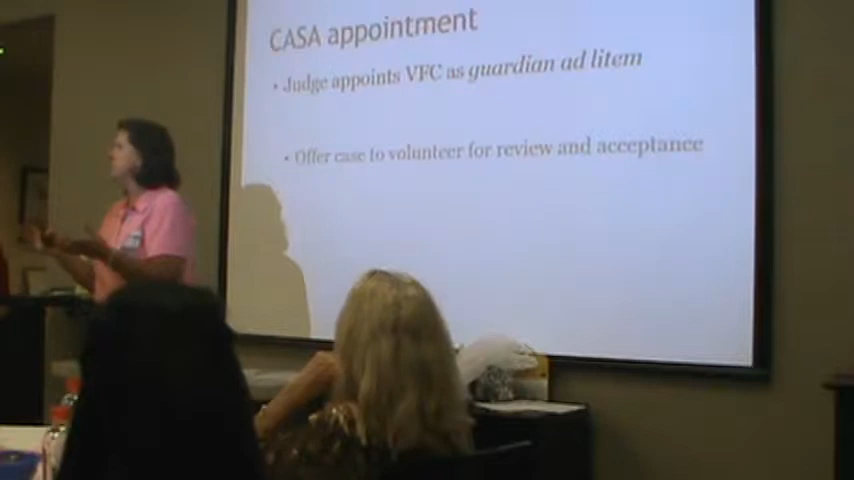 CASA appointment
• Judge appoints VFC as guardian ad litem
• Offer case to volunteer for review and acceptance